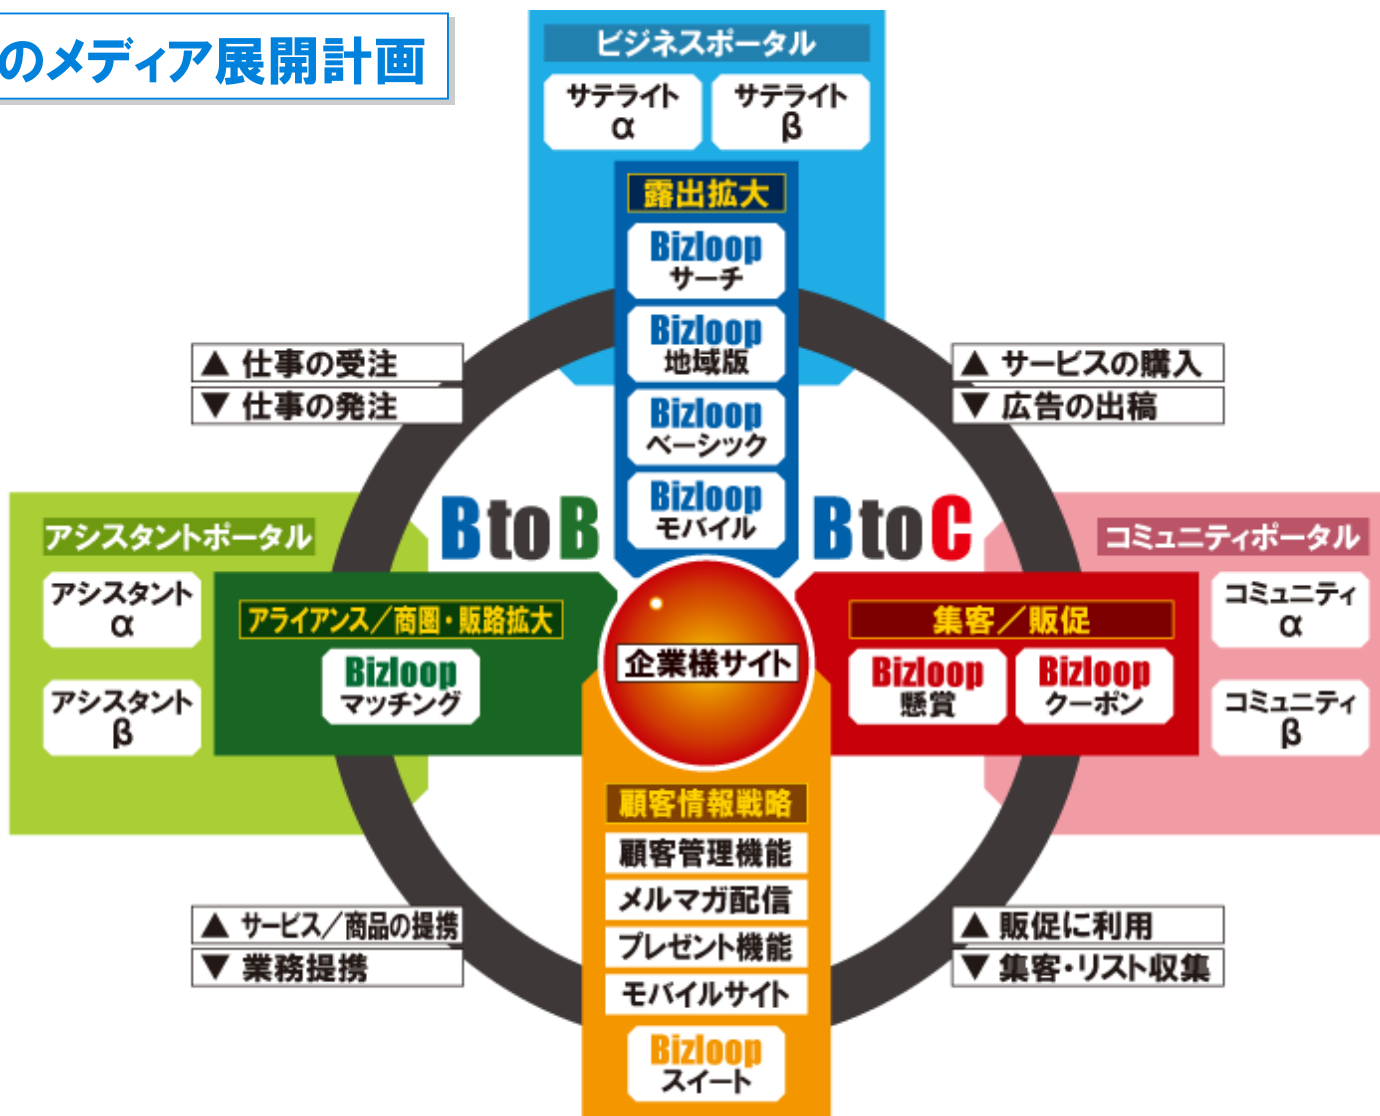 のメディア展開計画
ビジネスポータル
サテライト
α
サテライト
β
露出拡大
Bizloop
サーチ
Bizloop
地域版
Bizloop
ベーシック
Bizloop
モバイル
▲ 仕事の受注
▼ 仕事の発注
▲ サービスの購入
▼ 広告の出稿
BtoB
BtoC
アシスタントポータル
アシスタント
α
アシスタント
β
アライアンス／商圏・販路拡大
Bizloop
マッチング
企業様サイト
集客／販促
Bizloop
懸賞
Bizloop
クーポン
コミュニティポータル
コミュニティ
α
コミュニティ
β
顧客情報戦略
顧客管理機能
メルマガ配信
プレゼント機能
モバイルサイト
Bizloop
スイート
▲ サービス／商品の提携
▼ 業務提携
▲ 販促に利用
▼ 集客・リスト収集